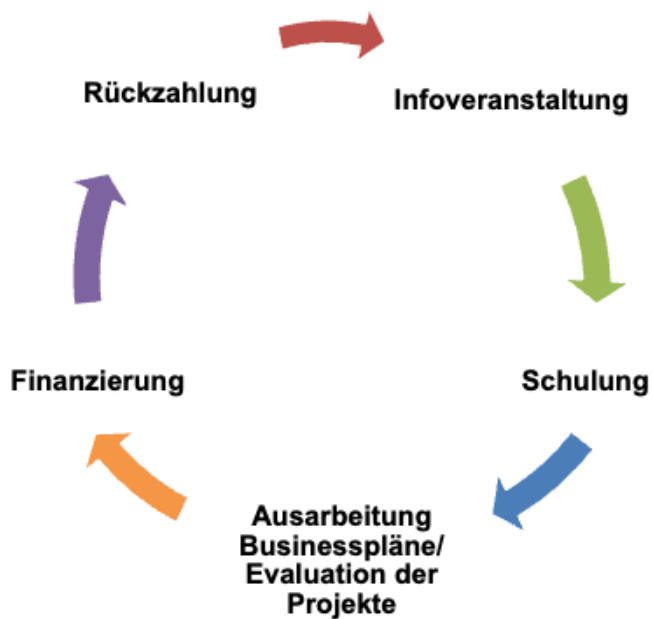 Rückzahlung
Infoveranstaltung
Finanzierung
Schulung
Ausarbeitung
Businesspläne/
Evaluation der
Projekte